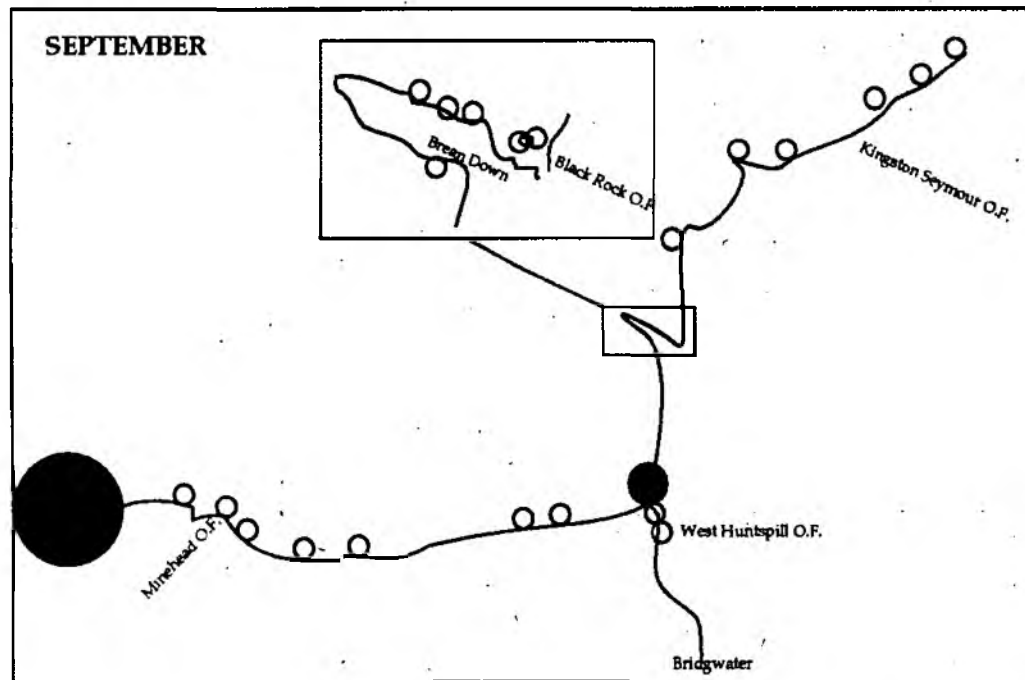 SEPTEMBER
Brean Down
Black Rock O.F.
Kingston Seymour O.F.
Minehead O.F.
West Huntspill O.F.
Bridgwater